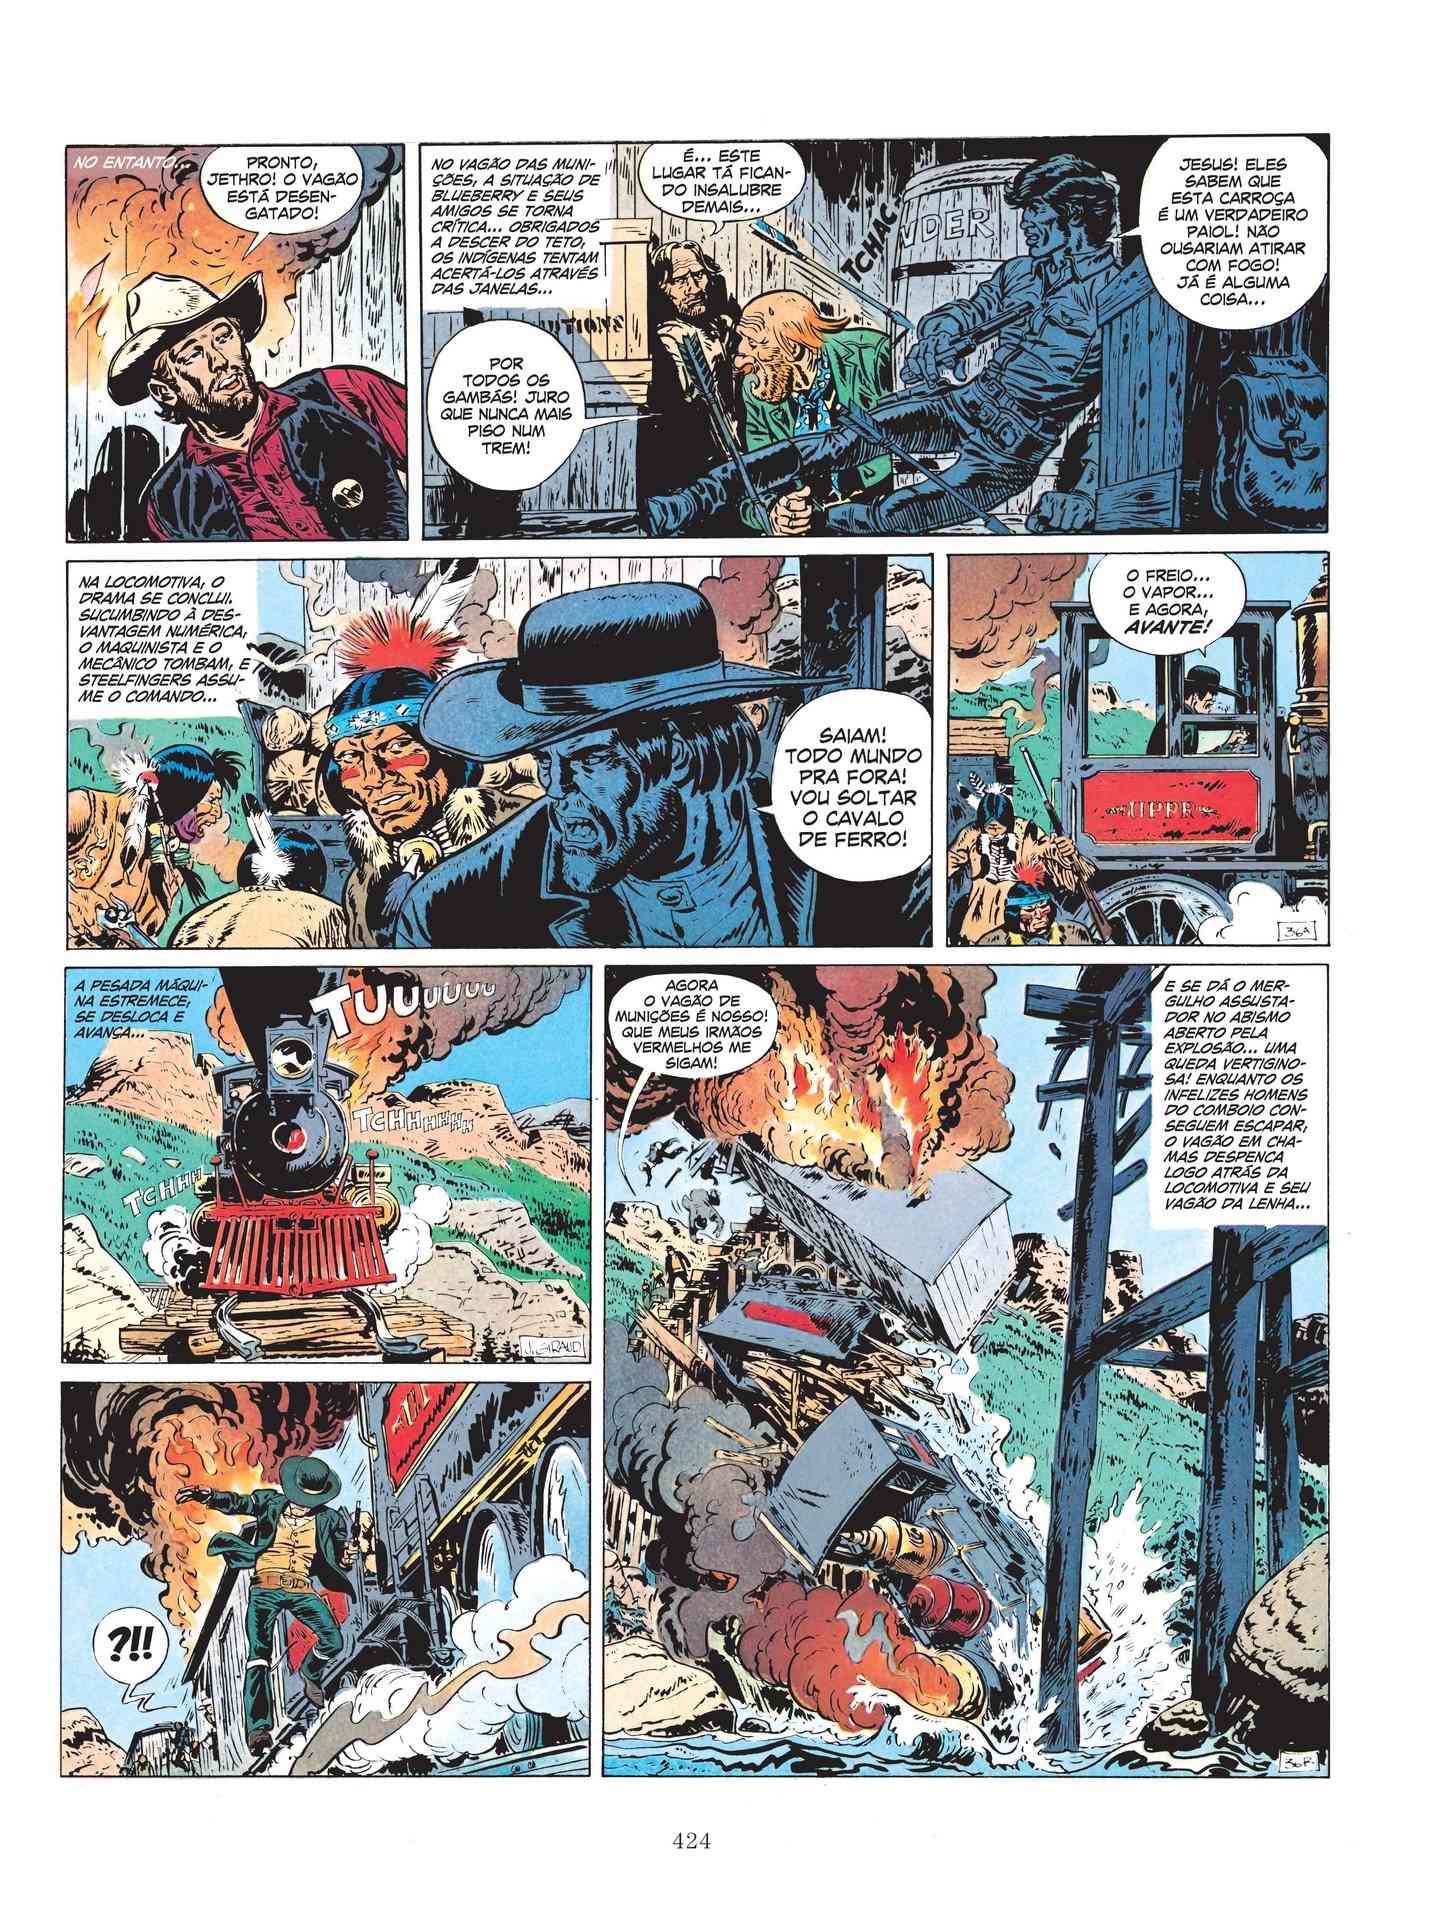 NO ENTANTO...
PRONTO,
JETHRO! O VAGÃO
ESTÁ DESEN-
GATADO!
NO VAGÃO DAS MUNI-
ÇÕES, A SITUAÇÃO DE
BLUEBERRY E SEUS
AMIGOS SE TORNA
CRÍTICA... OBRIGADOS
A DESCER DO TETO,
OS INDÍGENAS TENTAM
ACERTÁ-LOS ATRAVÉS
DAS JANELAS...
É... ESTE
LUGAR TÁ FICAN-
DO INSALUBRE
DEMAIS...
TCHAC
WDER
JESUS! ELES
SABEM QUE
ESTA CARROÇA
É UM VERDADEIRO
PAIOL! NÃO
OUSARIAM ATIRAR
COM FOGO!
JÁ É ALGUMA
COISA...
UTIONS
POR
TODOS OS
GAMBÁS! JURO
QUE NUNCA MAIS
PISO NUM
TREM!
NA LOCOMOTIVA, O
DRAMA SE CONCLUI.
SUCUMBINDO À DES-
VANTAGEM NUMÉRICA,
O MAQUINISTA E O
MECÂNICO TOMBAM, E
STEELFINGERS ASSU-
ME O COMANDO...
SAIAM!
TODO MUNDO
PRA FORA!
VOU SOLTAR
O CAVALO
DE FERRO!
O FREIO...
O VAPOR...
E AGORA,
AVANTE!
UPRR
36A
A PESADA MÁQUI-
NA ESTREMECE,
SE DESLOCA E
AVANÇA...
TUUUUUUU
TCHHHHHH
TCHHHH
J. GIRAUD
AGORA
O VAGÃO DE
MUNIÇÕES É NOSSO!
QUE MEUS IRMÃOS
VERMELHOS ME
SIGAM!
E SE DÁ O MER-
GULHO ASSUSTA-
DOR NO ABISMO
ABERTO PELA
EXPLOSÃO... UMA
QUEDA VERTIGINO-
SA! ENQUANTO OS
INFELIZES HOMENS
DO COMBOIO CON-
SEGUEM ESCAPAR,
O VAGÃO EM CHA-
MAS DESPENCA
LOGO ATRÁS DA
LOCOMOTIVA E SEU
VAGÃO DA LENHA...
?!!
424